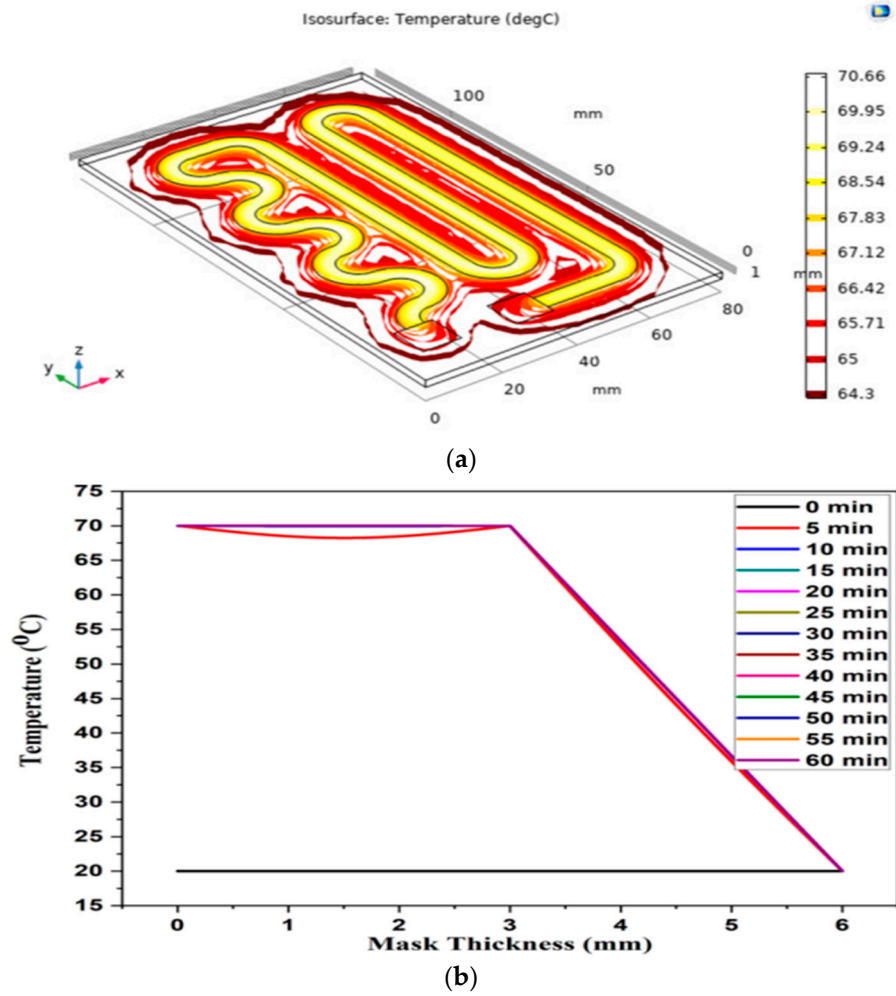 Isosurface: Temperature (degC)
100
mm
50
0
1 mm
80
60
40
mm
20
0
z
y
x
70.66
69.95
69.24
68.54
67.83
67.12
66.42
65.71
65
64.3
(a)
75
70
65
60
55
50
45
40
35
30
25
20
15
Temperature (⁰C)
0 min
5 min
10 min
15 min
20 min
25 min
30 min
35 min
40 min
45 min
50 min
55 min
60 min
0 1 2 3 4 5 6
Mask Thickness (mm)
(b)